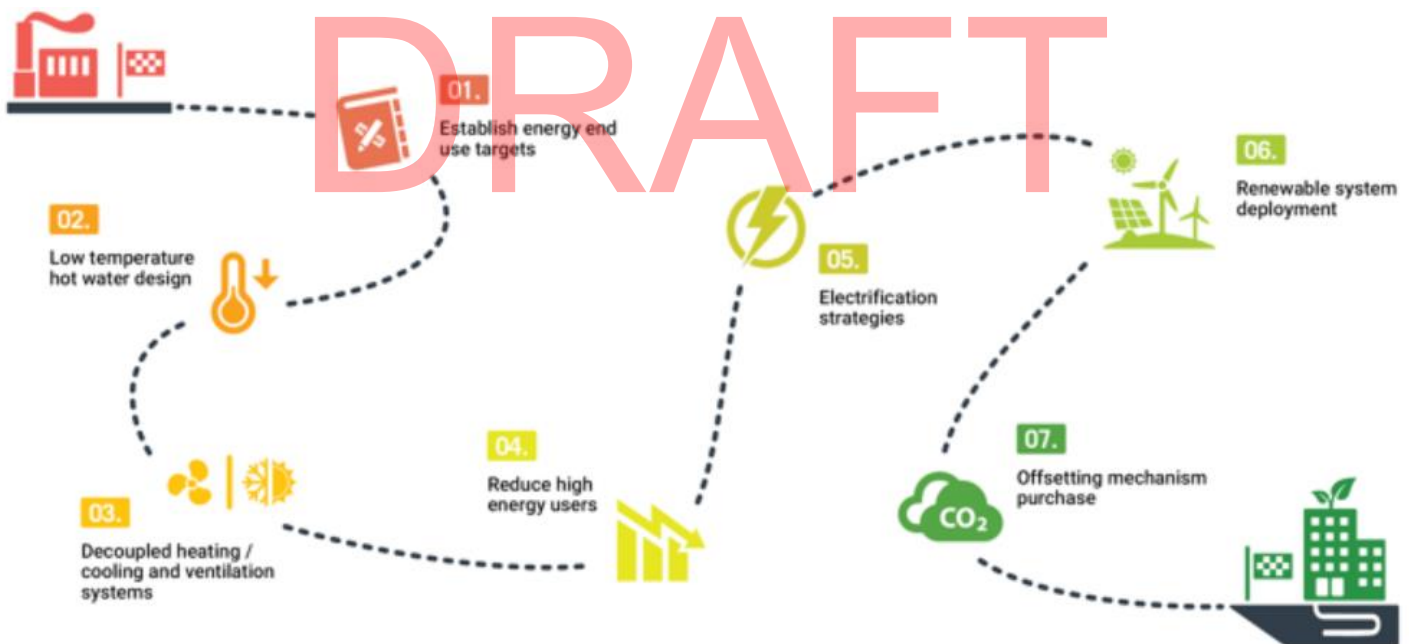 DRAFT
01.
Establish energy end
use targets
02.
Low temperature
hot water design
03.
Decoupled heating /
cooling and ventilation
systems
04.
Reduce high
energy users
05.
Electrification
strategies
06.
Renewable system
deployment
07.
Offsetting mechanism
purchase
CO₂